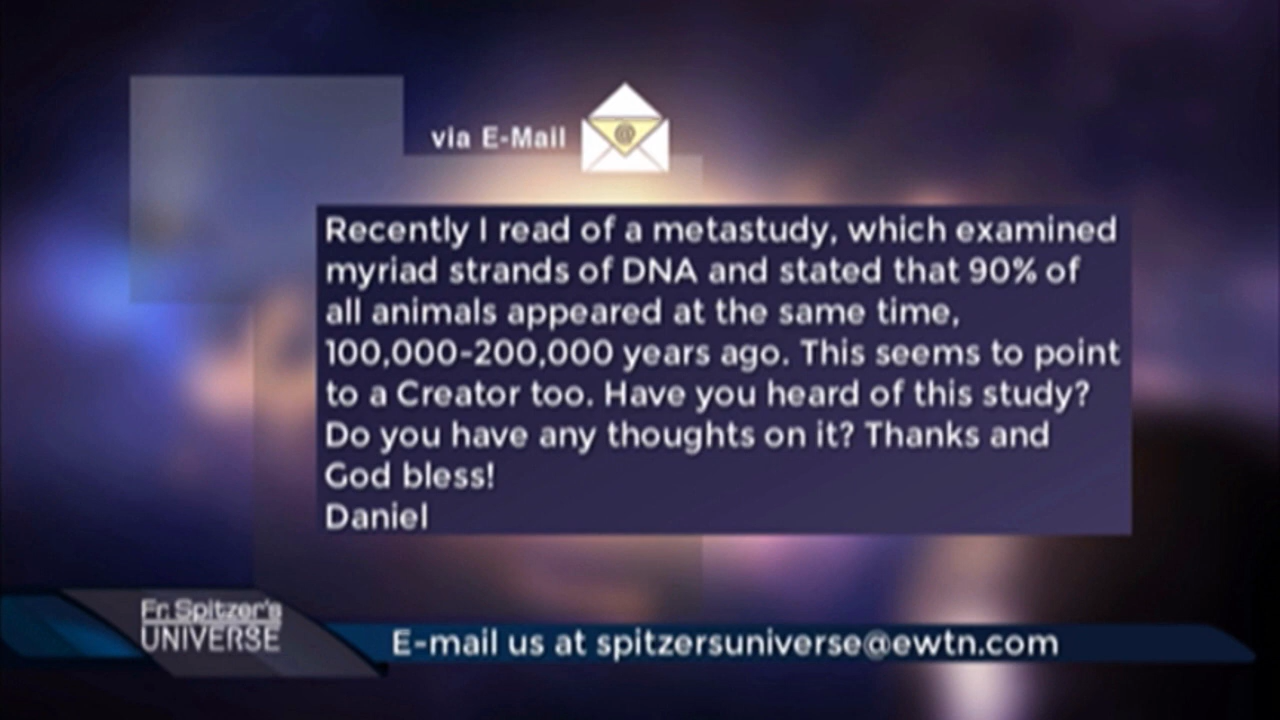 via E-Mail
@
Recently I read of a metastudy, which examined
myriad strands of DNA and stated that 90% of
all animals appeared at the same time,
100,000-200,000 years ago. This seems to point
to a Creator too. Have you heard of this study?
Do you have any thoughts on it? Thanks and
God bless!
Daniel
Fr. Spitzer's
UNIVERSE
E-mail us at spitzersuniverse@ewtn.com